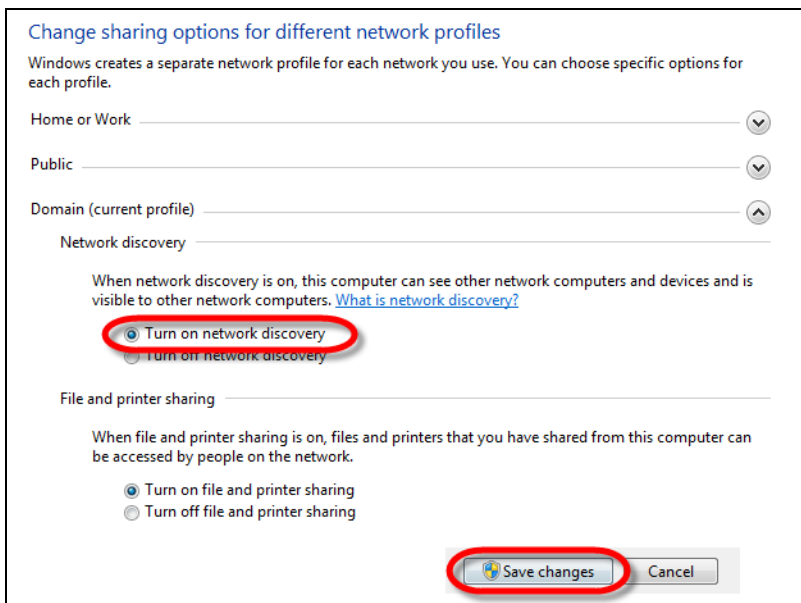 Change sharing options for different network profiles
Windows creates a separate network profile for each network you use. You can choose specific options for
each profile.
Home or Work
Public
Domain (current profile)
Network discovery
When network discovery is on, this computer can see other network computers and devices and is
visible to other network computers. What is network discovery?
Turn on network discovery
Turn off network discovery
File and printer sharing
When file and printer sharing is on, files and printers that you have shared from this computer can
be accessed by people on the network.
Turn on file and printer sharing
Turn off file and printer sharing
Save changes Cancel